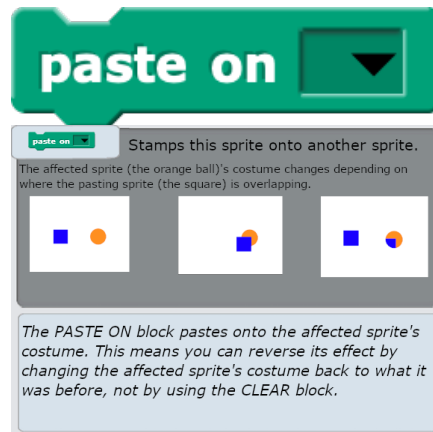 paste on
paste on
Stamps this sprite onto another sprite.
The affected sprite (the orange ball)'s costume changes depending on
where the pasting sprite (the square) is overlapping.
The PASTE ON block pastes onto the affected sprite's
costume. This means you can reverse its effect by
changing the affected sprite's costume back to what it
was before, not by using the CLEAR block.